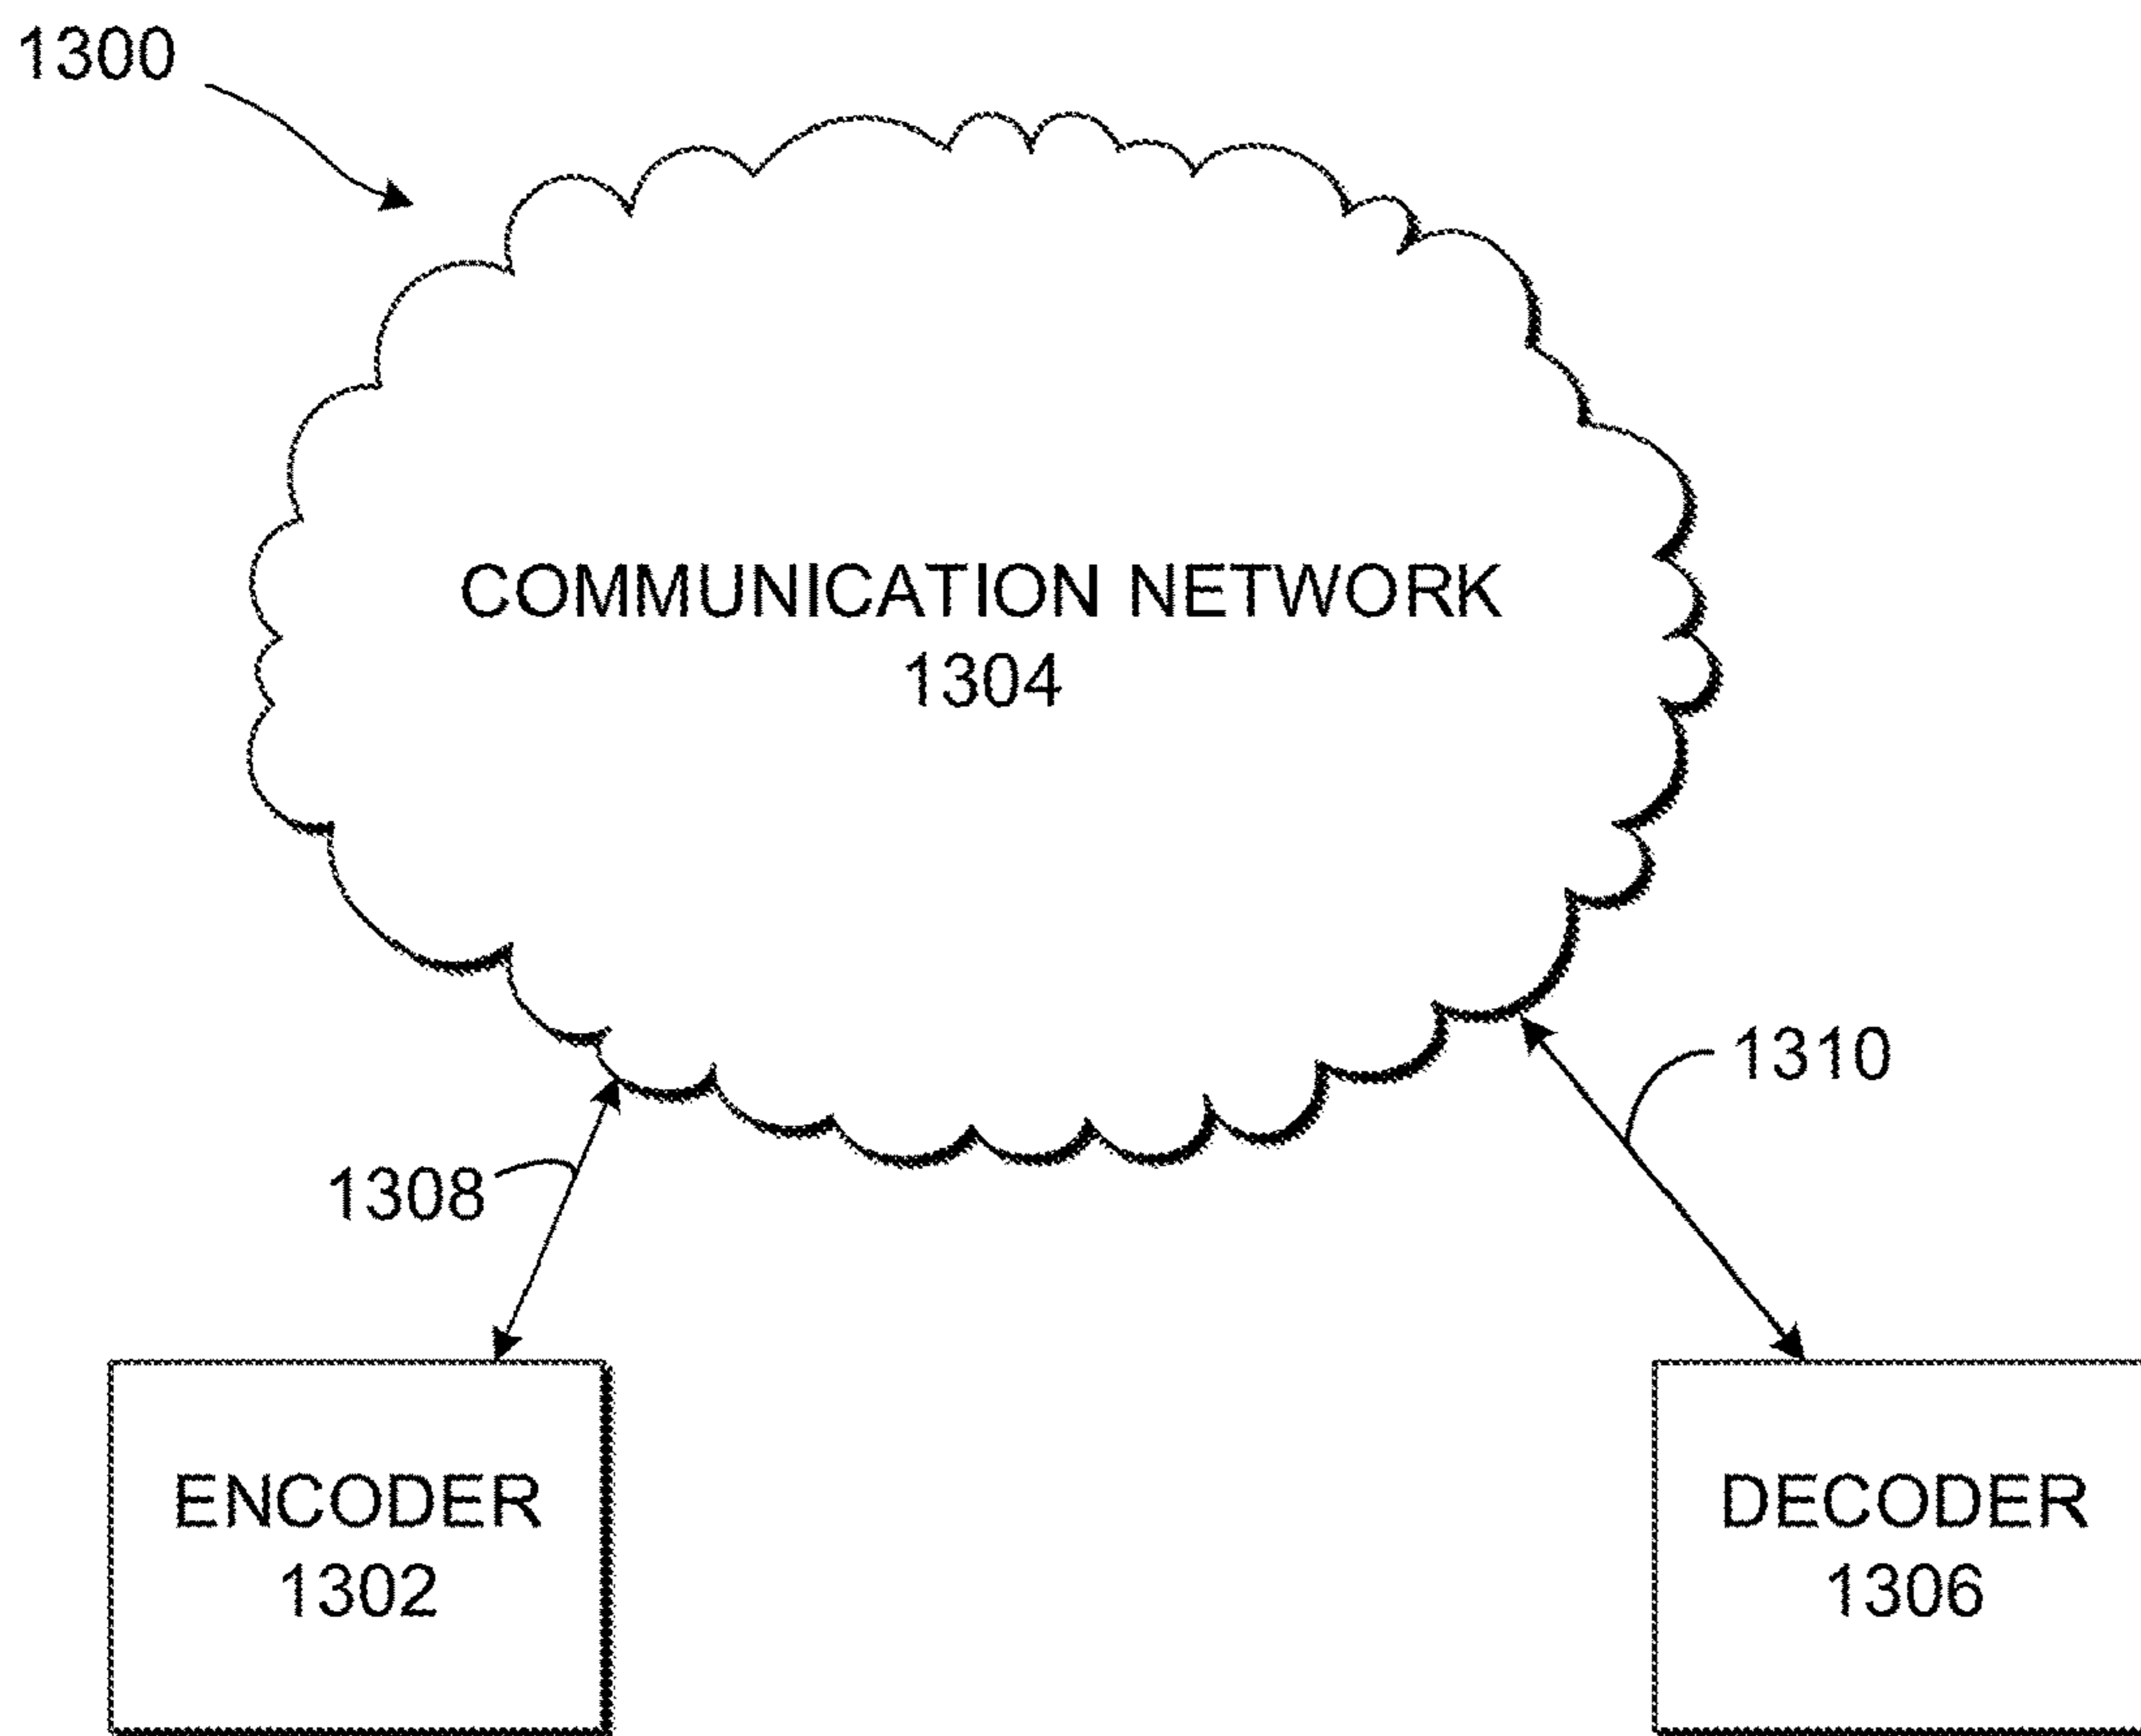 1300
COMMUNICATION NETWORK
1304
1310
1308
ENCODER
1302
DECODER
1306